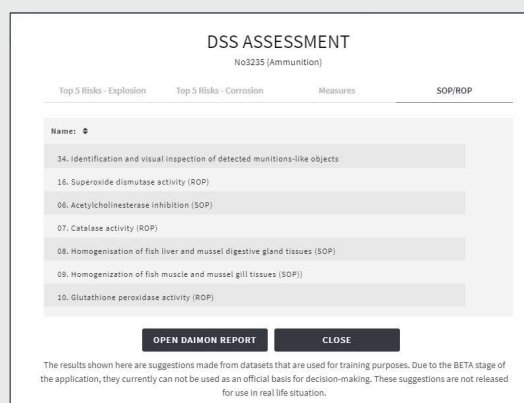 DSS ASSESSMENT
No3235 (Ammunition)
Top 5 Risks - Explosion Top 5 Risks - Corrosion Measures SOP/ROP
Name:
34. Identification and visual inspection of detected munitions-like objects
16. Superoxide dismutase activity (ROP)
06. Acetylcholinesterase inhibition (SOP)
07. Catalase activity (ROP)
08. Homogenisation of fish liver and mussel digestive gland tissues (SOP)
09. Homogenization of fish muscle and mussel gill tissues (SOP))
10. Glutathione peroxidase activity (ROP)
OPEN DAIMON REPORT CLOSE
The results shown here are suggestions made from datasets that are used for training purposes. Due to the BETA stage of
the application, they currently can not be used as an official basis for decision-making. These suggestions are not released
for use in real life situation.